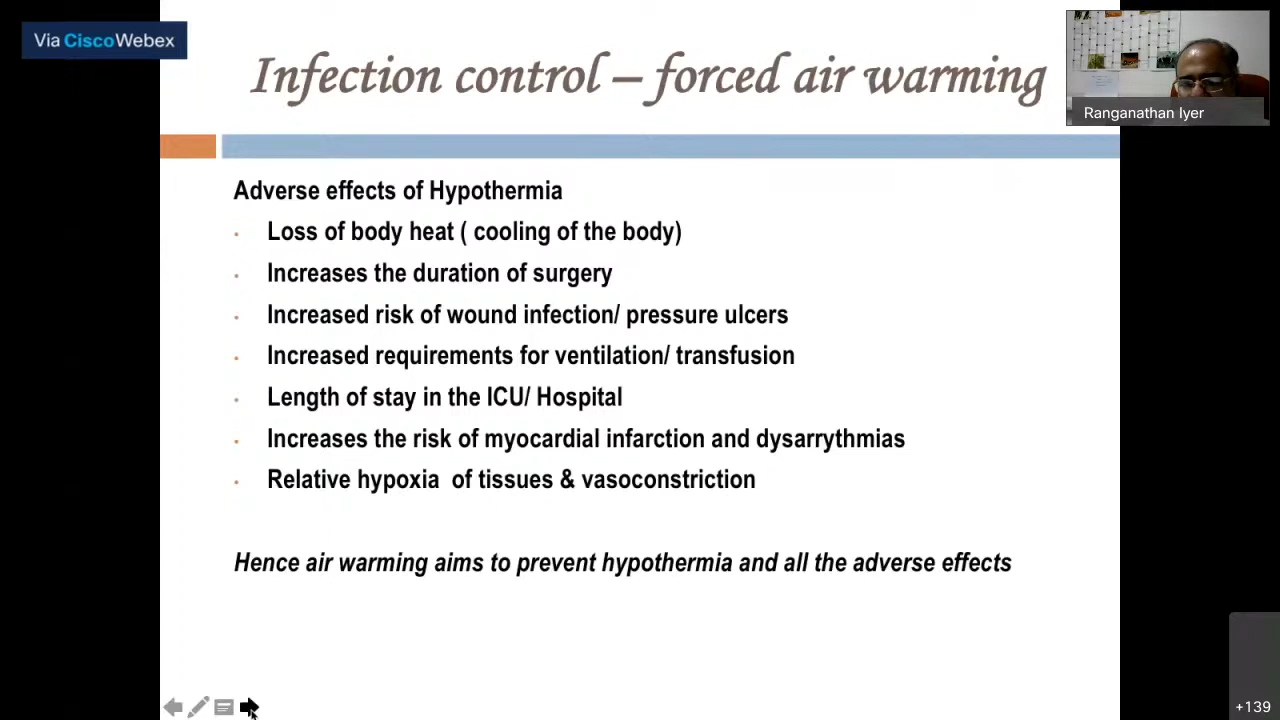 Via Cisco Webex
Infection control – forced air warming
Ranganathan Iyer
Adverse effects of Hypothermia
• Loss of body heat ( cooling of the body)
• Increases the duration of surgery
• Increased risk of wound infection/ pressure ulcers
• Increased requirements for ventilation/ transfusion
• Length of stay in the ICU/ Hospital
• Increases the risk of myocardial infarction and dysarrythmias
• Relative hypoxia of tissues & vasoconstriction
Hence air warming aims to prevent hypothermia and all the adverse effects
+139